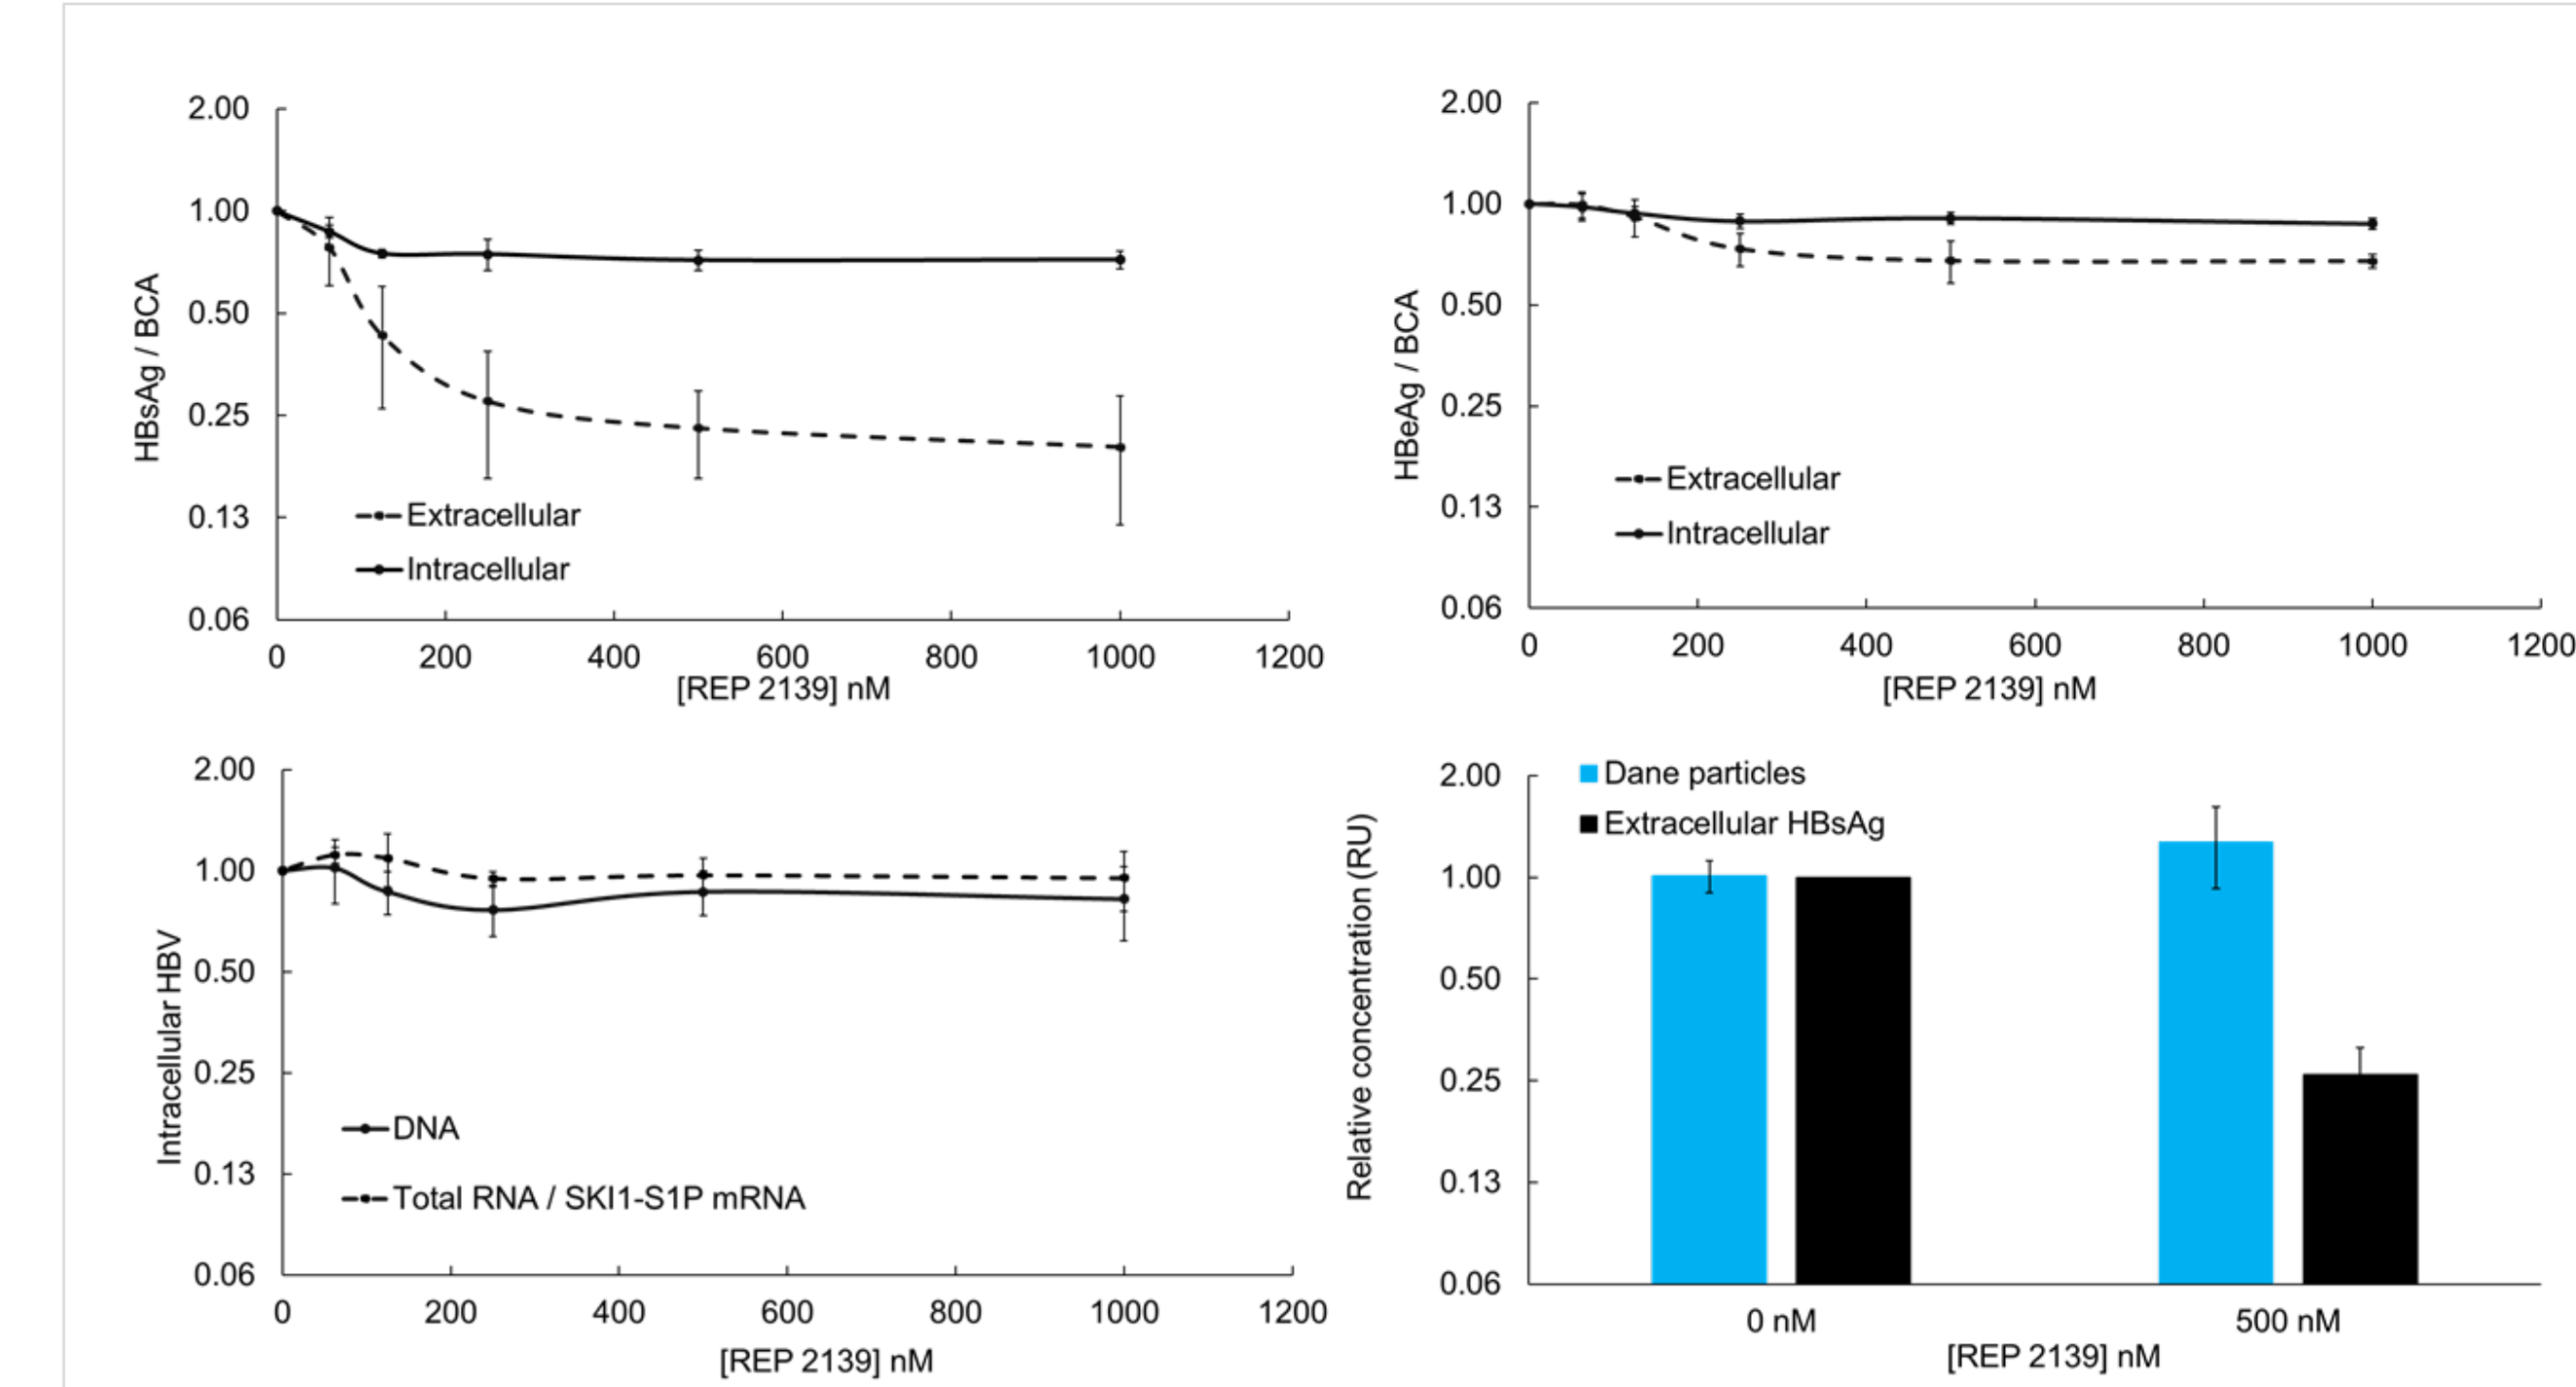 2.00
1.00
0.50
0.25
0.13
0.06
HBsAg / BCA
Extracellular
Intracellular
0 200 400 600 800 1000 1200
[REP 2139] nM
2.00
1.00
0.50
0.25
0.13
0.06
HBeAg / BCA
Extracellular
Intracellular
0 200 400 600 800 1000 1200
[REP 2139] nM
2.00
1.00
0.50
0.25
0.13
0.06
Intracellular HBV
DNA
Total RNA / SKI1-S1P mRNA
0 200 400 600 800 1000 1200
[REP 2139] nM
Dane particles
Extracellular HBsAg
2.00
1.00
0.50
0.25
0.13
0.06
Relative concentration (RU)
0 nM 500 nM
[REP 2139] nM